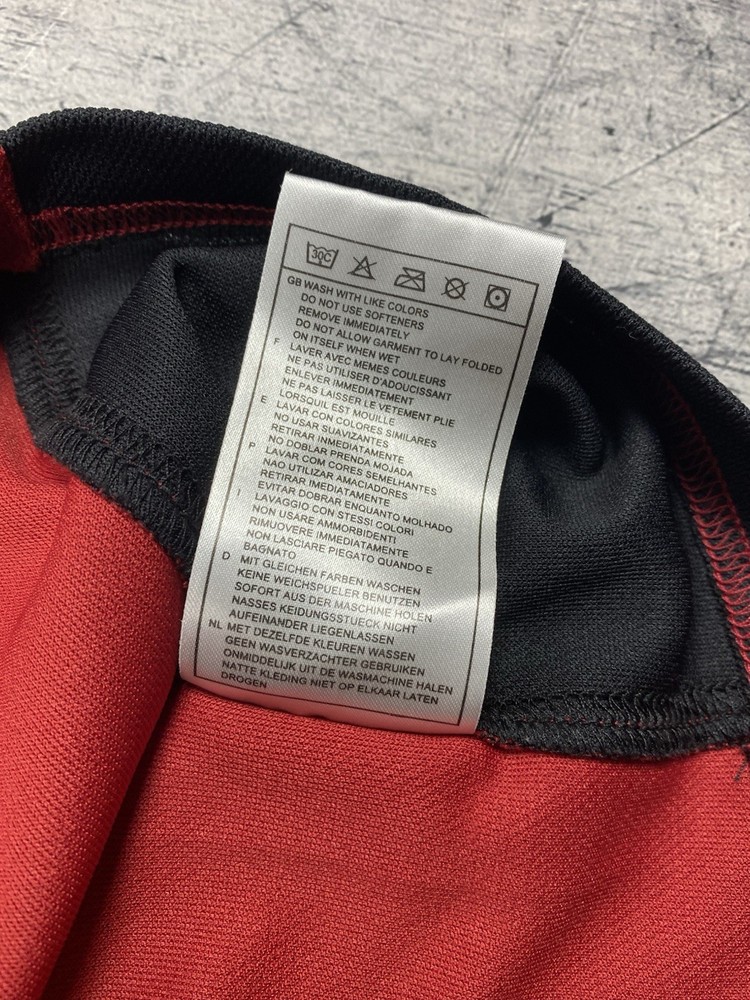 30C
GB WASH WITH LIKE COLORS
DO NOT USE SOFTENERS
REMOVE IMMEDIATELY
DO NOT ALLOW GARMENT TO LAY FOLDED
ON ITSELF WHEN WET
F LAVER AVEC MEMES COULEURS
NE PAS UTILISER D'ADOUCISSANT
ENLEVER IMMEDIATEMENT
NE PAS LAISSER LE VETEMENT PLIE
LORSQUIL EST MOUILLE
E LAVAR CON COLORES SIMILARES
NO USAR SUAVIZANTES
RETIRAR INMEDIATAMENTE
NO DOBLAR PRENDA MOJADA
P LAVAR COM CORES SEMELHANTES
NAO UTILIZAR AMACIADORES
RETIRAR IMEDIATAMENTE
EVITAR DOBRAR ENQUANTO MOLHADO
I LAVAGGIO CON STESSI COLORI
NON USARE AMMORBIDENTI
RIMUOVERE IMMEDIATAMENTE
NON LASCIARE PIEGATO QUANDO E
BAGNATO
D MIT GLEICHEN FARBEN WASCHEN
KEINE WEICHSPUELER BENUTZEN
SOFORT AUS DER MASCHINE HOLEN
NASSES KEIDUNGSSTUECK NICHT
AUFEINANDER LIEGENLASSEN
NL MET DEZELFDE KLEUREN WASSEN
GEEN WASVERZACHTER GEBRUIKEN
ONMIDDELIJK UIT DE WASMACHINE HALEN
NATTE KLEDING NIET OP ELKAAR LATEN
DROGEN